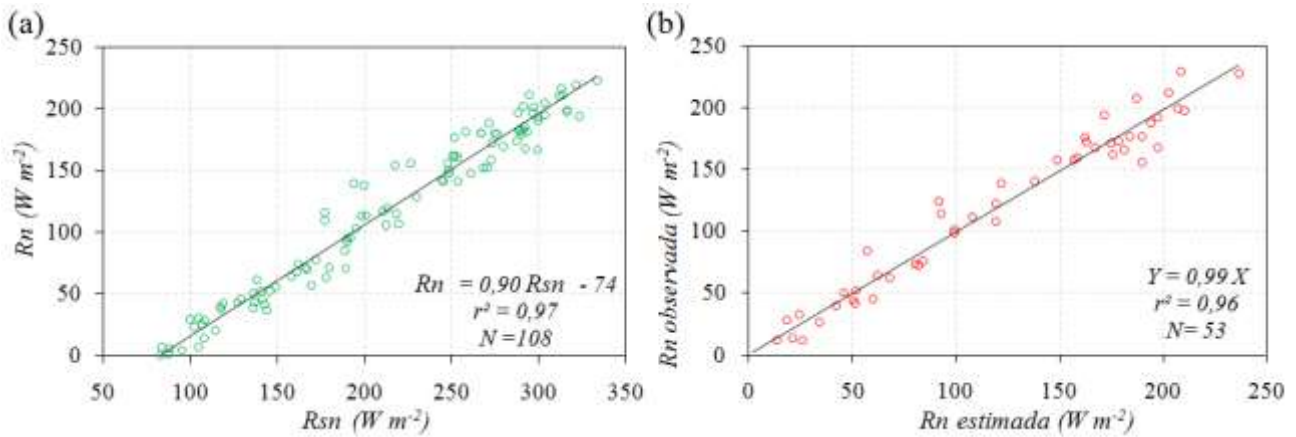 (a)
250
200
150
100
50
0
Rn (W m⁻²)
50 100 150 200 250 300 350
Rsn (W m⁻²)
Rn = 0,90 Rsn - 74
r² = 0,97
N =108
(b)
250
200
150
100
50
0
Rn observada (W m⁻²)
0 50 100 150 200 250
Rn estimada (W m⁻²)
Y = 0,99 X
r² = 0,96
N= 53